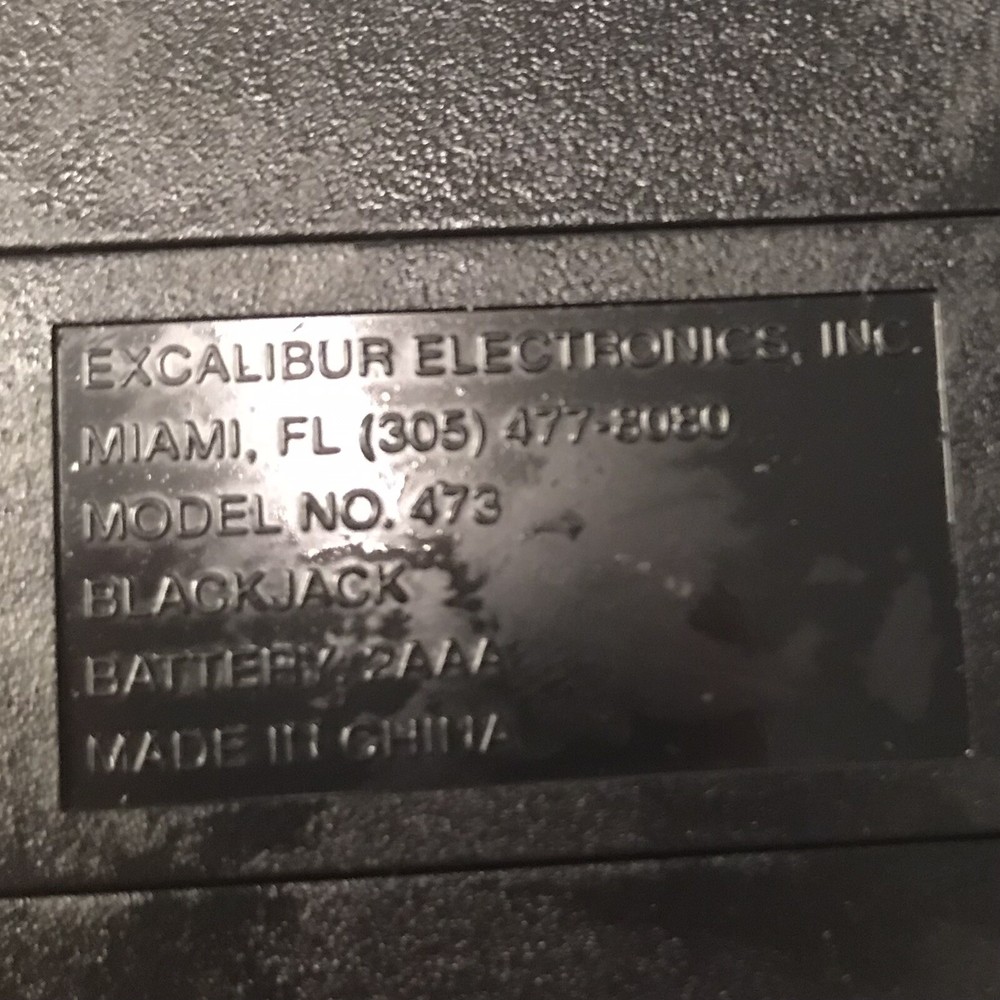 EXCALIBUR ELECTRONICS, INC.
MIAMI, FL (305) 477-8080
MODEL NO. 473
BLACKJACK
BATTERY: 2AAA
MADE IN CHINA